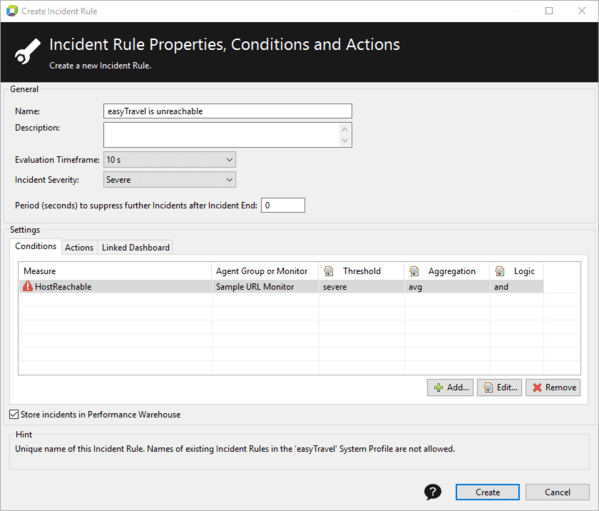 Create Incident Rule
Incident Rule Properties, Conditions and Actions
Create a new Incident Rule.
General
Name: easyTravel is unreachable
Description:
Evaluation Timeframe: 10 s
Incident Severity: Severe
Period (seconds) to suppress further Incidents after Incident End: 0
Settings
Conditions Actions Linked Dashboard
Measure Agent Group or Monitor Threshold Aggregation Logic
HostReachable Sample URL Monitor severe avg and
Add... Edit... Remove
Store incidents in Performance Warehouse
Hint
Unique name of this Incident Rule. Names of existing Incident Rules in the 'easyTravel' System Profile are not allowed.
? Create Cancel